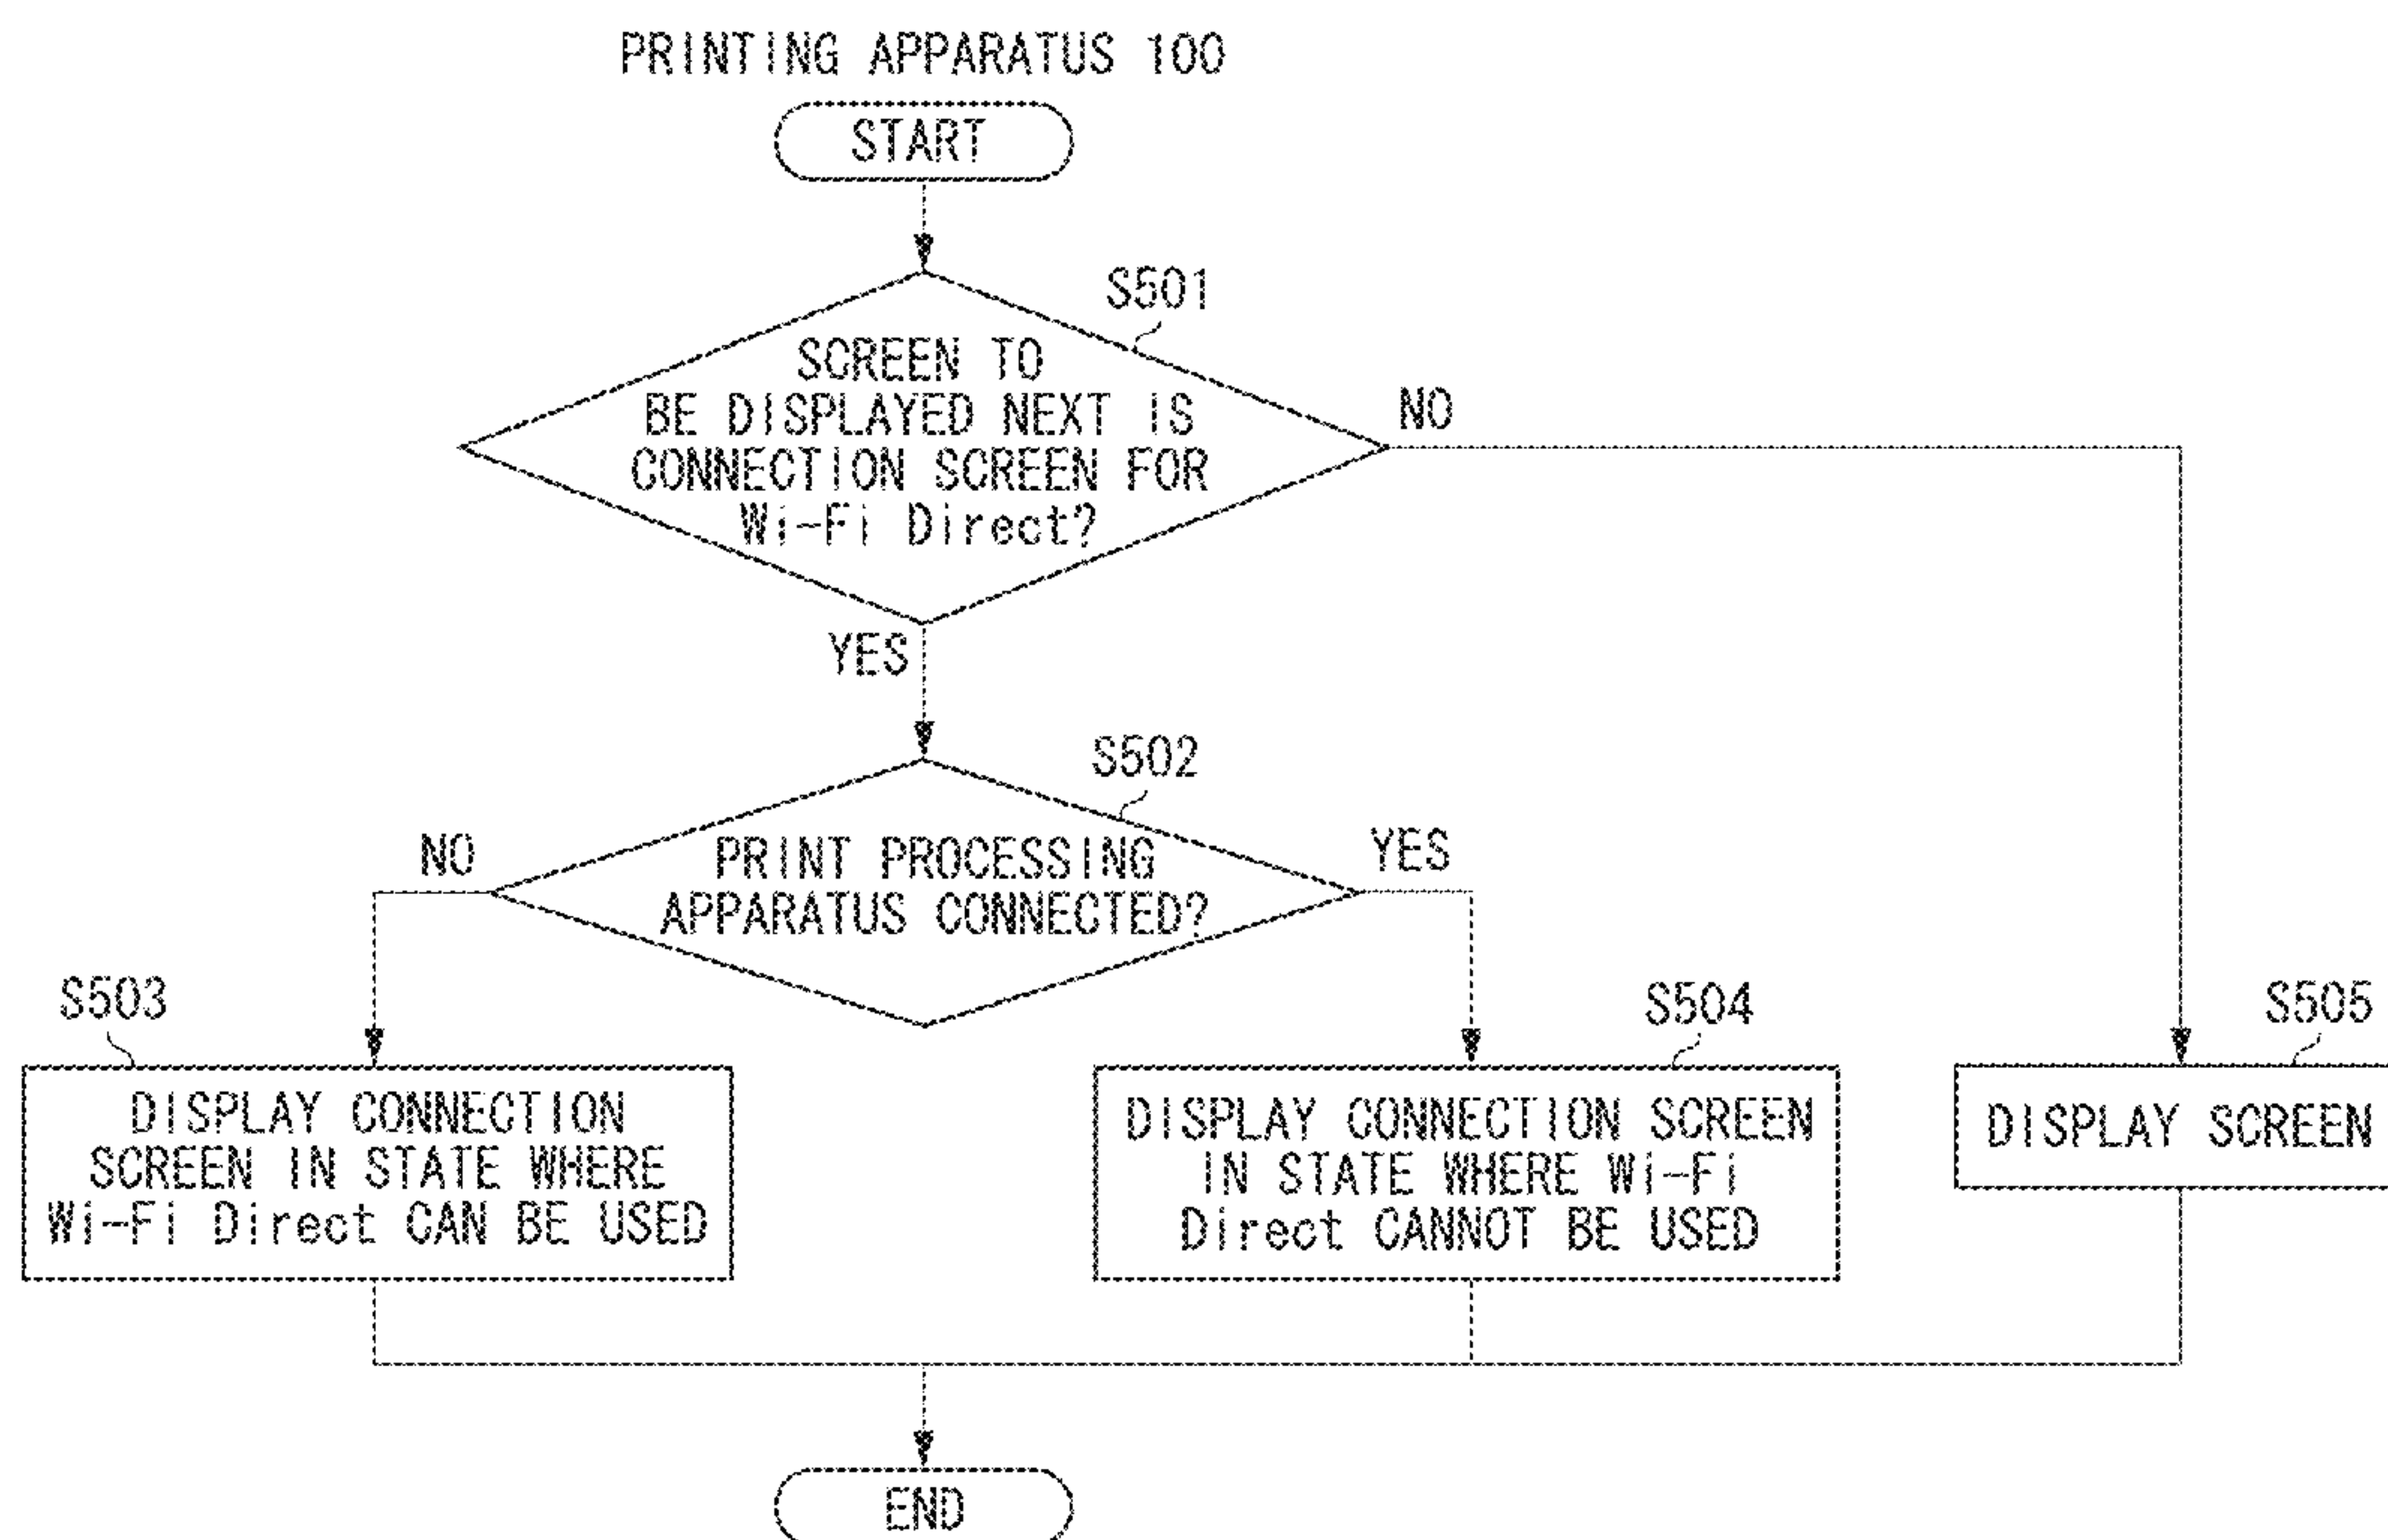 PRINTING APPARATUS 100
START
S501
SCREEN TO
BE DISPLAYED NEXT IS
CONNECTION SCREEN FOR
Wi-Fi Direct?
NO
YES
S502
PRINT PROCESSING
APPARATUS CONNECTED?
NO
YES
S503
DISPLAY CONNECTION
SCREEN IN STATE WHERE
Wi-Fi Direct CAN BE USED
S504
DISPLAY CONNECTION SCREEN
IN STATE WHERE Wi-Fi
Direct CANNOT BE USED
S505
DISPLAY SCREEN
END